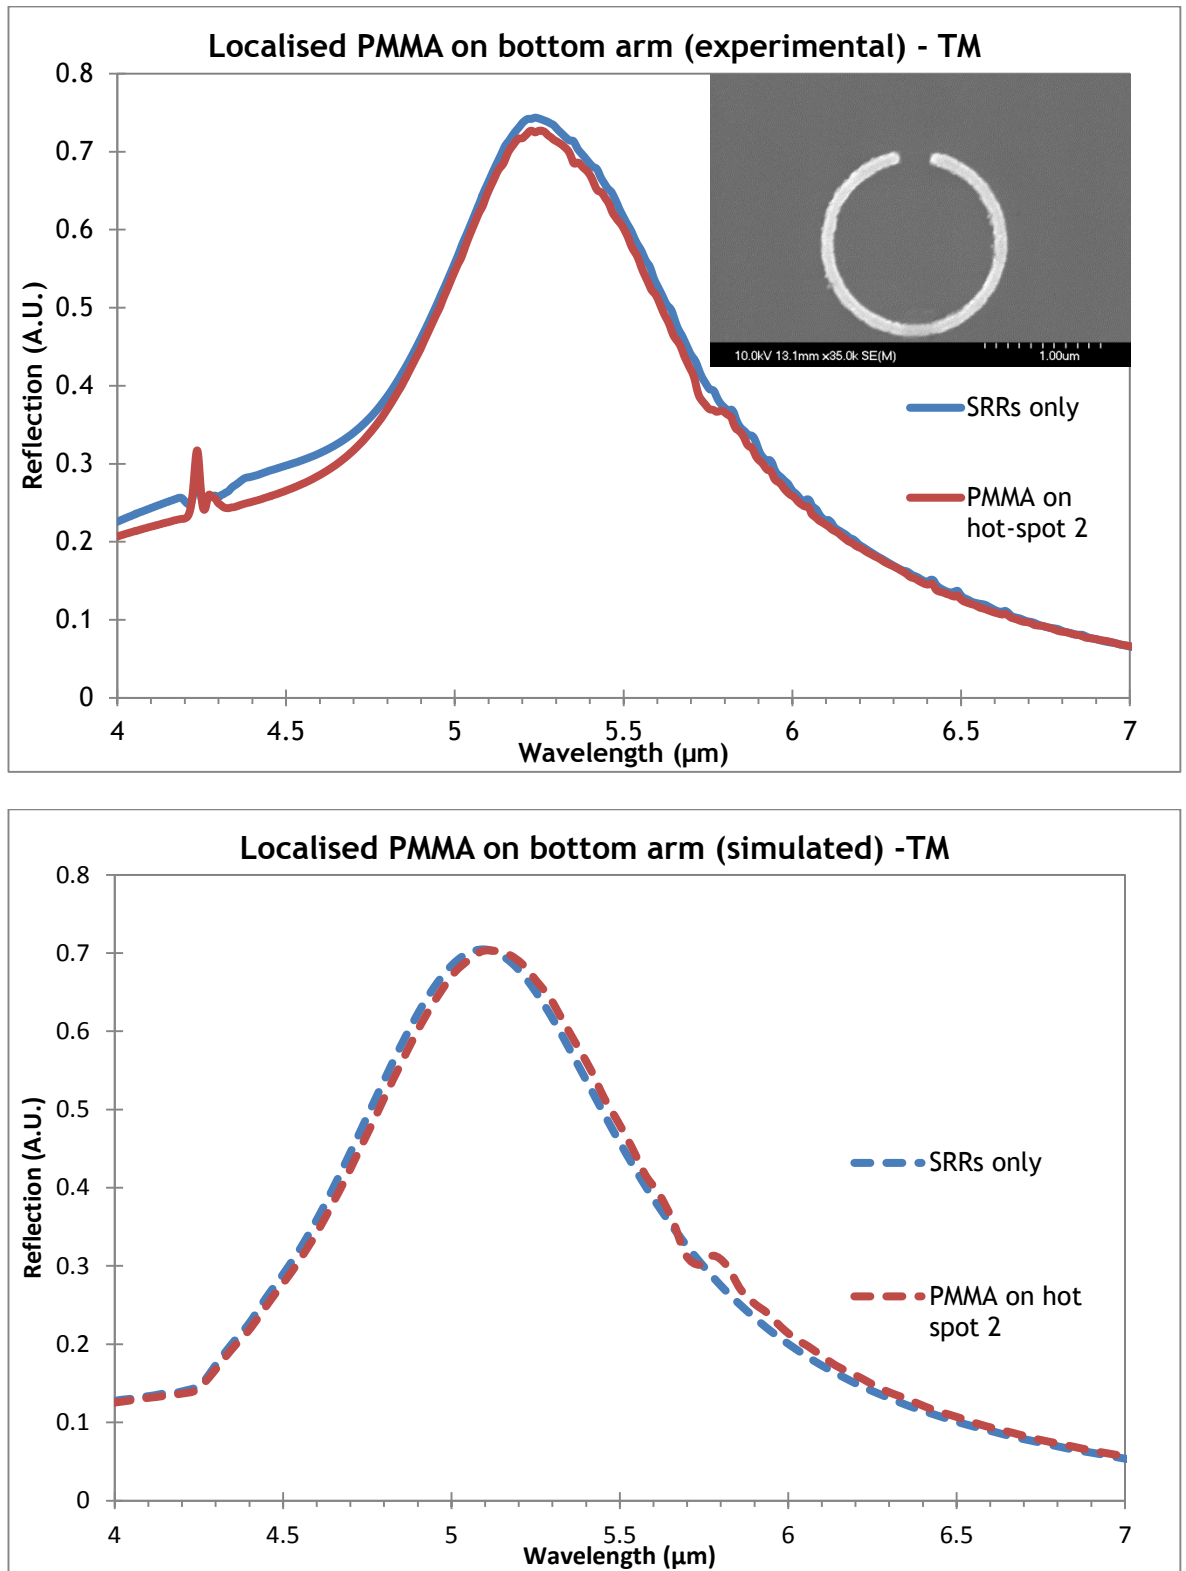 Localised PMMA on bottom arm (experimental) - TM
0.8
0.7
0.6
0.5
0.4
0.3
0.2
0.1
0
Reflection (A.U.)
10.0kV 13.1mm x35.0k SE(M)
1.00um
SRRs only
PMMA on
hot-spot 2
4
4.5
5
5.5
6
6.5
7
Wavelength (µm)
Localised PMMA on bottom arm (simulated) -TM
0.8
0.7
0.6
0.5
0.4
0.3
0.2
0.1
0
Reflection (A.U.)
SRRs only
PMMA on hot
spot 2
4
4.5
5
5.5
6
6.5
7
Wavelength (µm)